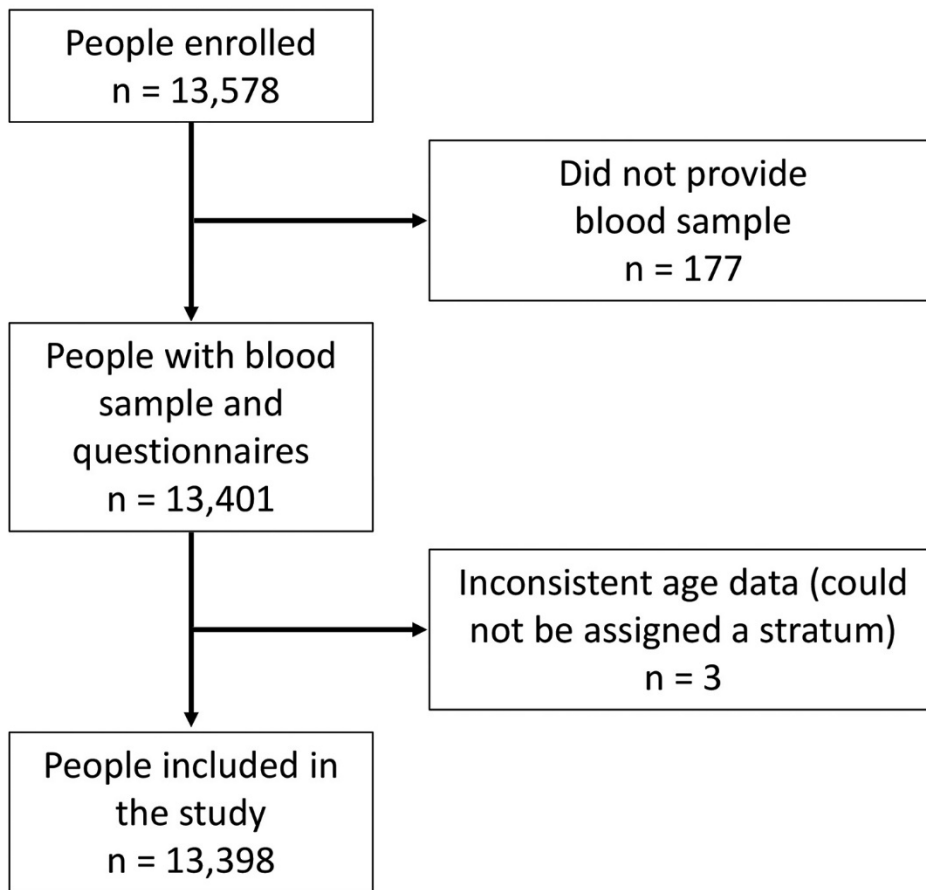 People enrolled
n = 13,578
Did not provide
blood sample
n = 177
People with blood
sample and
questionnaires
n = 13,401
Inconsistent age data (could
not be assigned a stratum)
n = 3
People included in
the study
n = 13,398